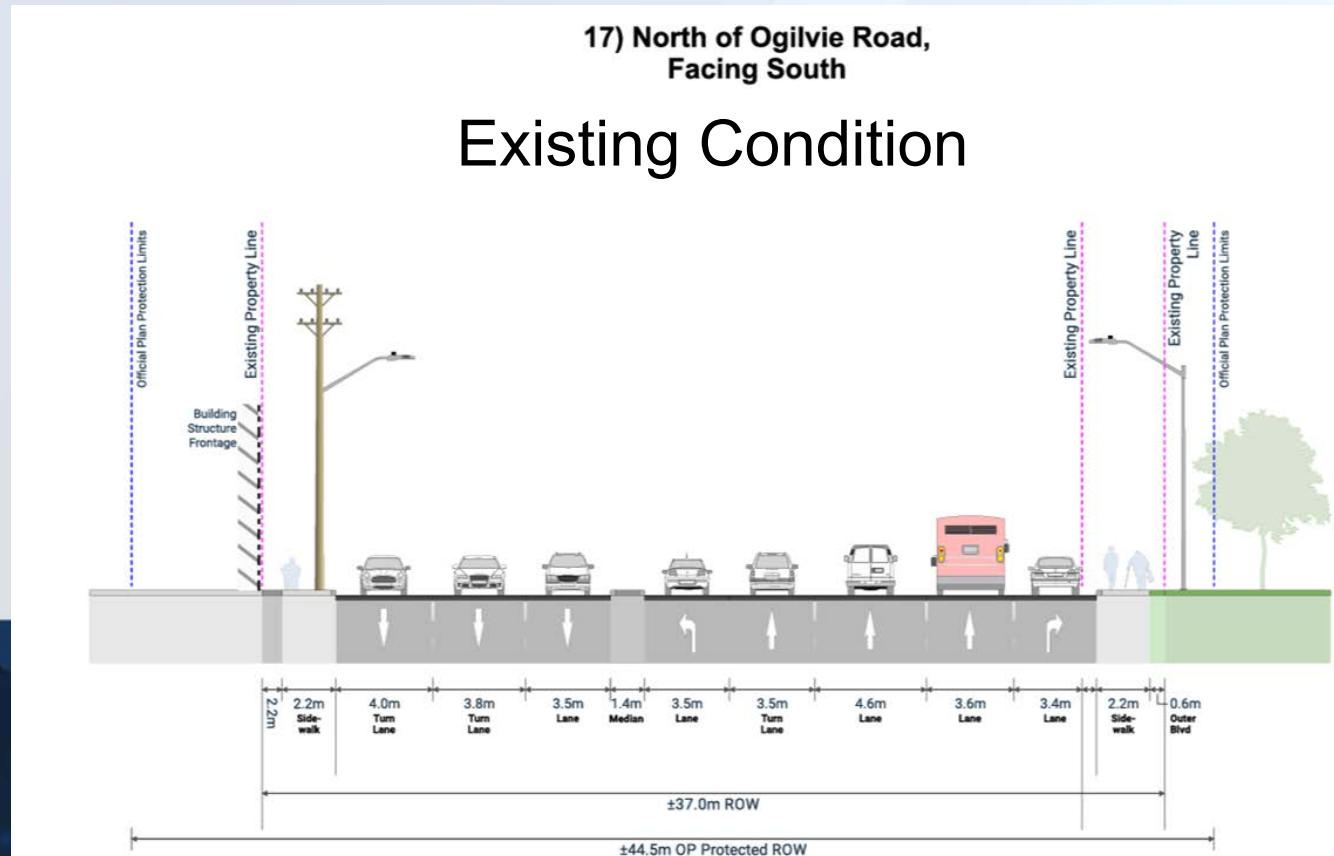 17) North of Ogilvie Road,
Facing South
Existing Condition
Official Plan Protection Limits
Existing Property Line
Existing Property Line
Existing Property
Line
Official Plan Protection Limits
Building
Structure
Frontage
2.2m
2.2m
Side-
walk
4.0m
Turn
Lane
3.8m
Turn
Lane
3.5m
Lane
1.4m
Median
3.5m
Lane
3.5m
Turn
Lane
4.6m
Lane
3.6m
Lane
3.4m
Lane
2.2m
Side-
walk
0.6m
Outer
Blvd
±37.0m ROW
±44.5m OP Protected ROW